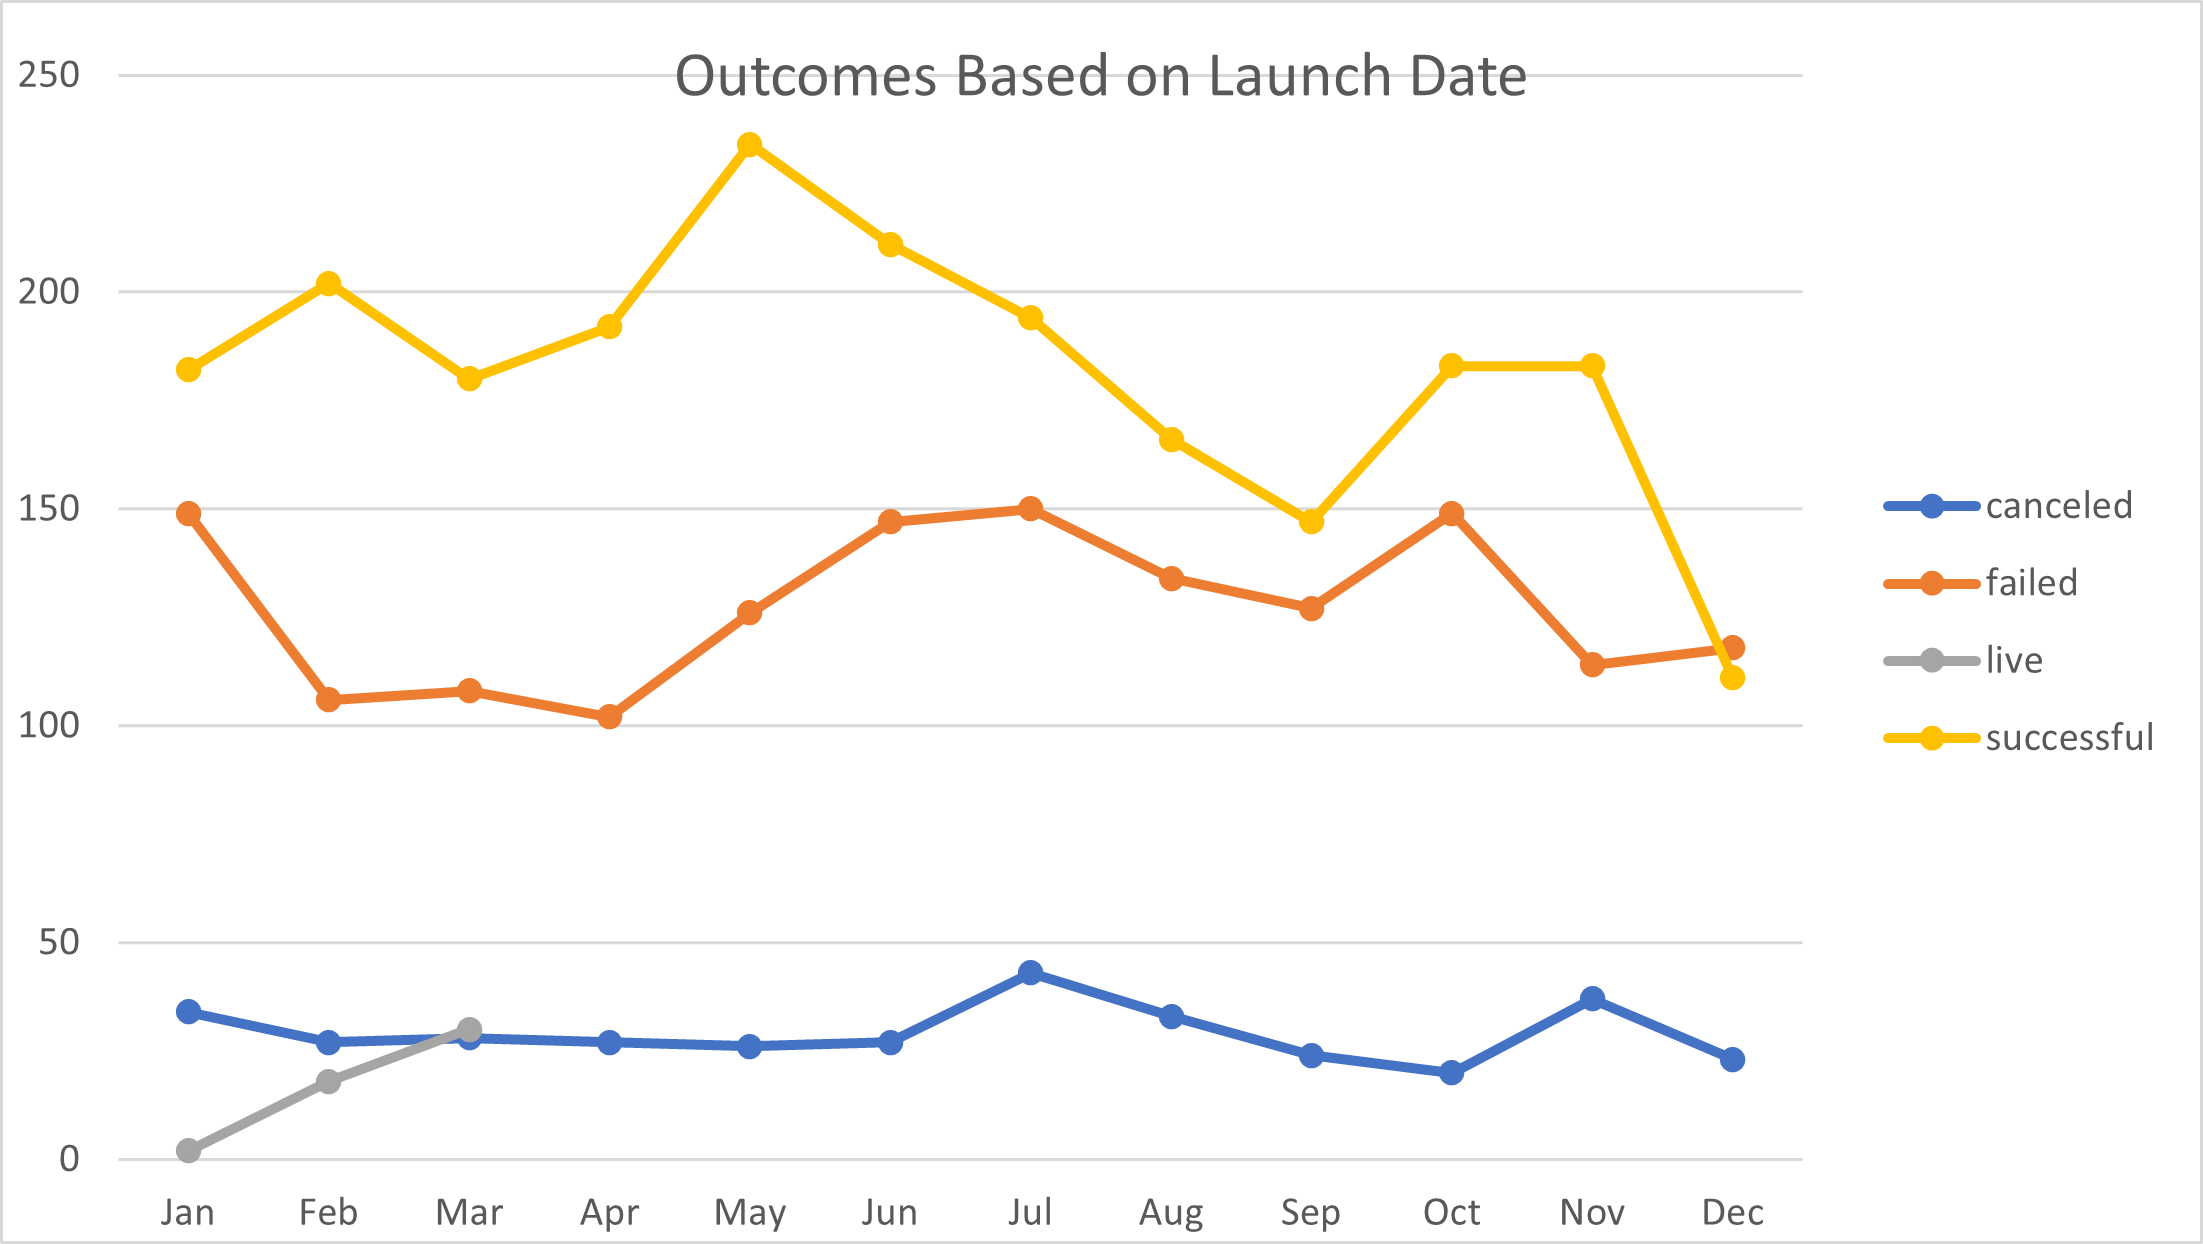 Outcomes Based on Launch Date
250
200
150
100
50
0
Jan Feb Mar Apr May Jun Jul Aug Sep Oct Nov Dec
canceled
failed
live
successful